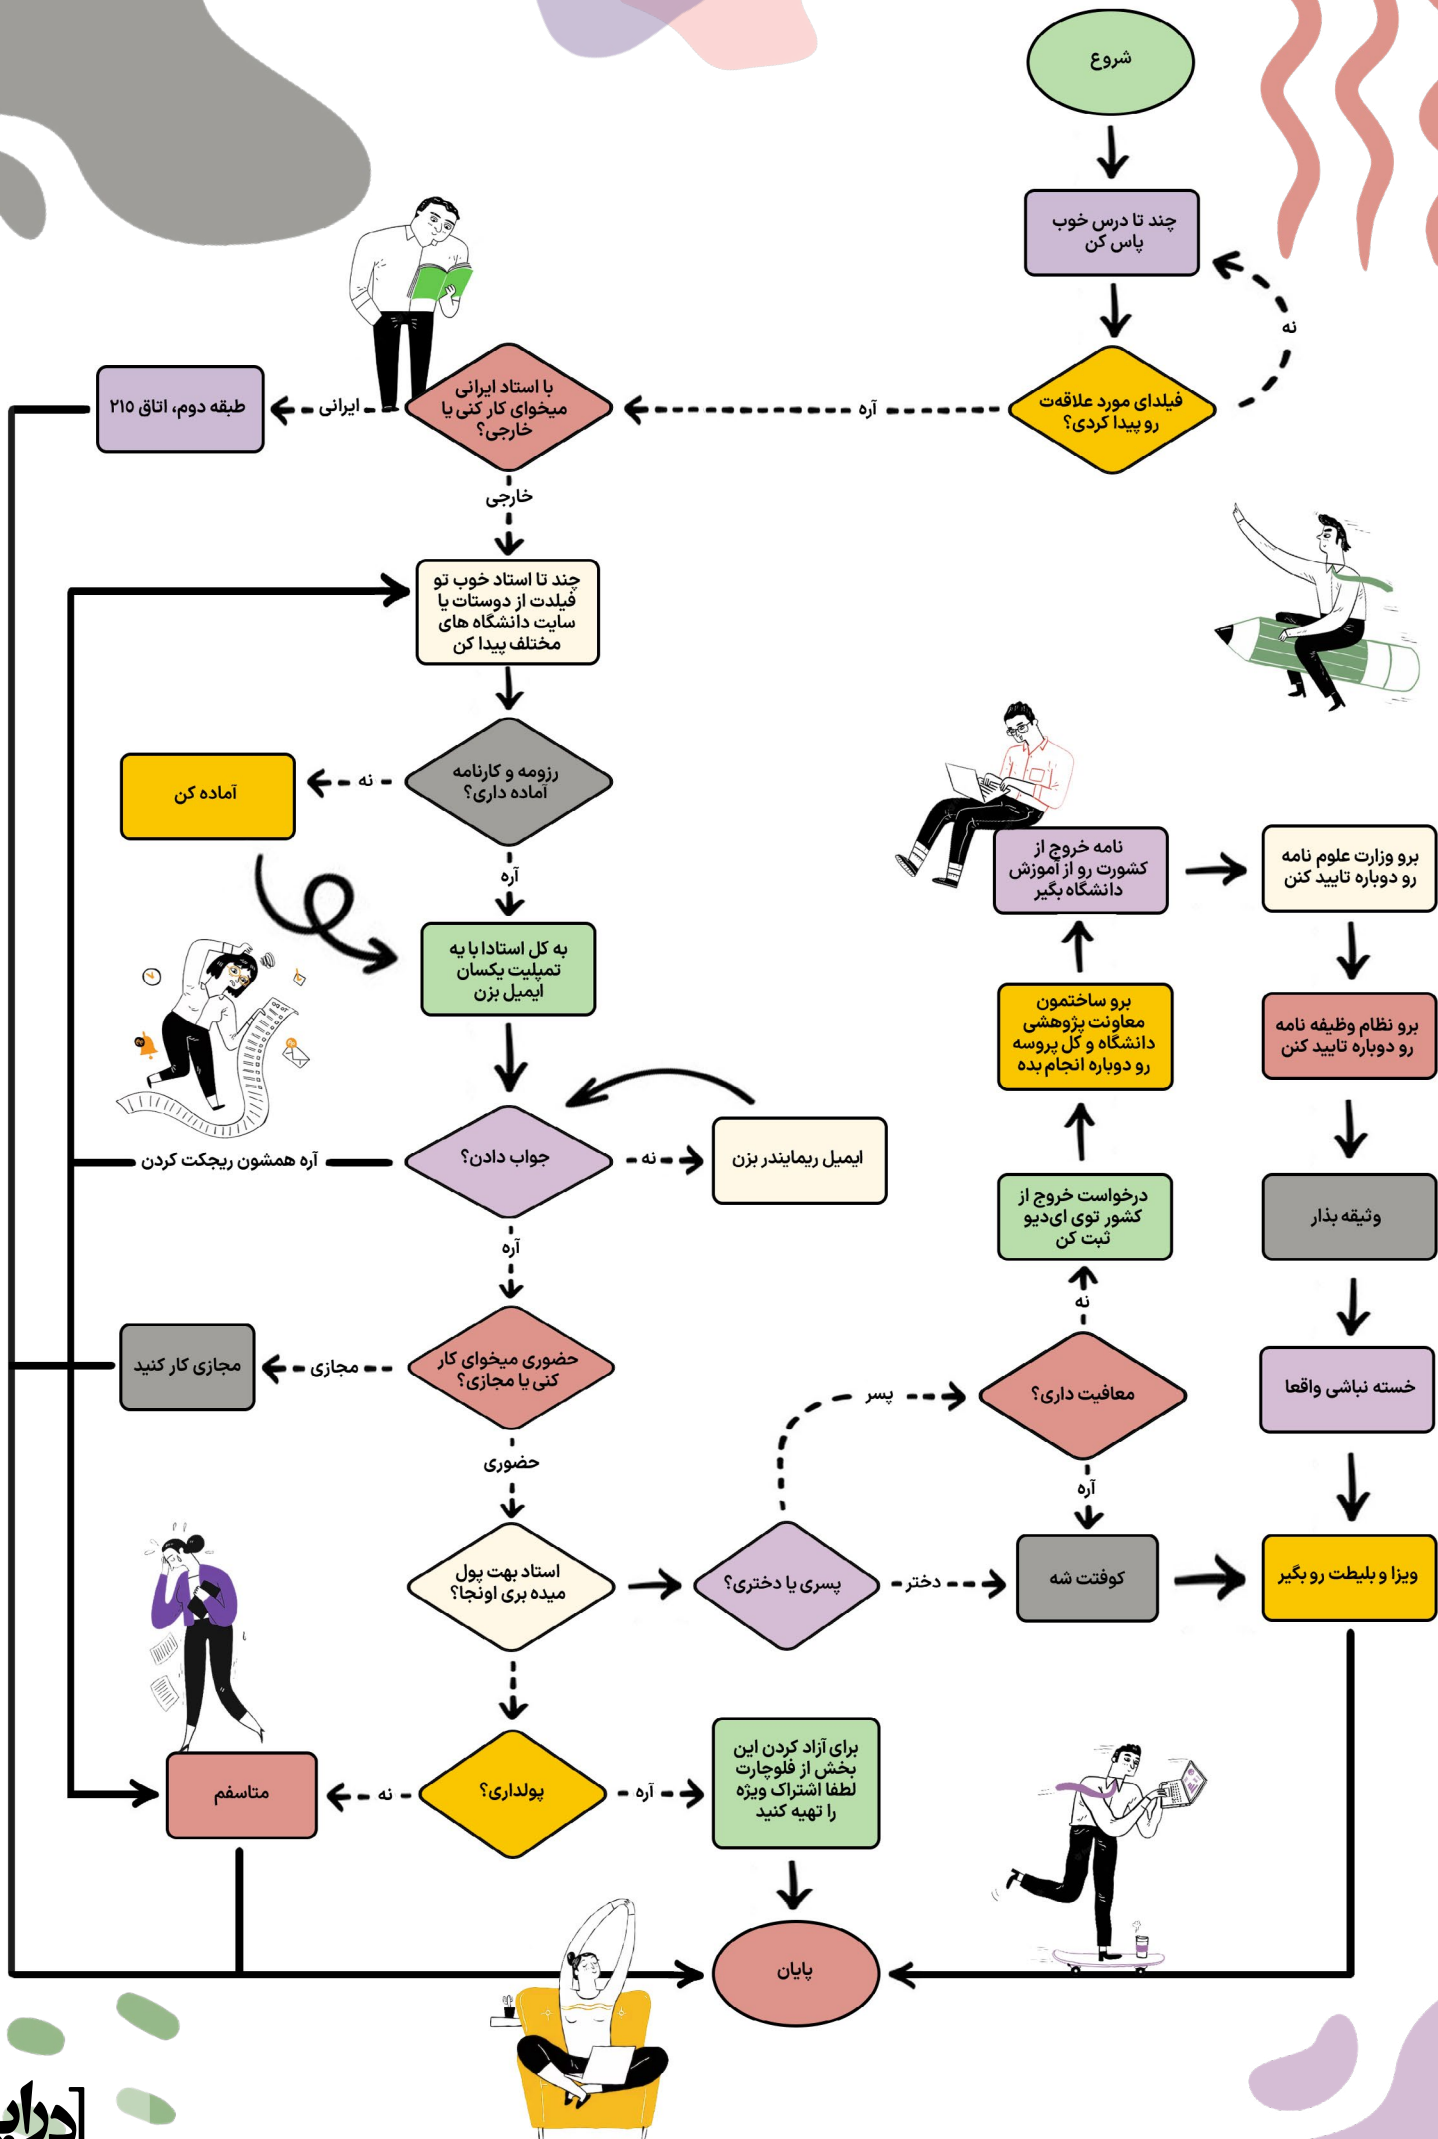 شروع
چند تا درس خوب
پاس کن
نه
فیلدای مورد علاقه‌ت
رو پیدا کردی؟
آره
با استاد ایرانی
میخوای کار کنی یا
خارجی؟
ایرانی
طبقه دوم، اتاق ۲۱۵
خارجی
چند تا استاد خوب تو
فیلدت از دوستات یا
سایت دانشگاه های
مختلف پیدا کن
رزومه و کارنامه
آماده داری؟
نه
آماده کن
آره
به کل استادا با یه
تمپلیت یکسان
ایمیل بزن
جواب دادن؟
نه
ایمیل ریمایندر بزن
آره همشون ریجکت کردن
آره
حضوری میخوای کار
کنی یا مجازی؟
مجازی
مجازی کار کنید
حضوری
استاد بهت پول
میده بری اونجا؟
پسری یا دختری؟
پسر
دختر
معافیت داری؟
نه
آره
کوفتت شه
درخواست خروج از
کشور توی ای‌دیو
ثبت کن
برو ساختمون
معاونت پژوهشی
دانشگاه و کل پروسه
رو دوباره انجام بده
نامه خروج از
کشورت رو از آموزش
دانشگاه بگیر
برو وزارت علوم نامه
رو دوباره تایید کنن
برو نظام وظیفه نامه
رو دوباره تایید کنن
وثیقه بذار
خسته نباشی واقعا
ویزا و بلیطت رو بگیر
پولداری؟
نه
متاسفم
آره
برای آزاد کردن این
بخش از فلوچارت
لطفا اشتراک ویژه
را تهیه کنید
پایان